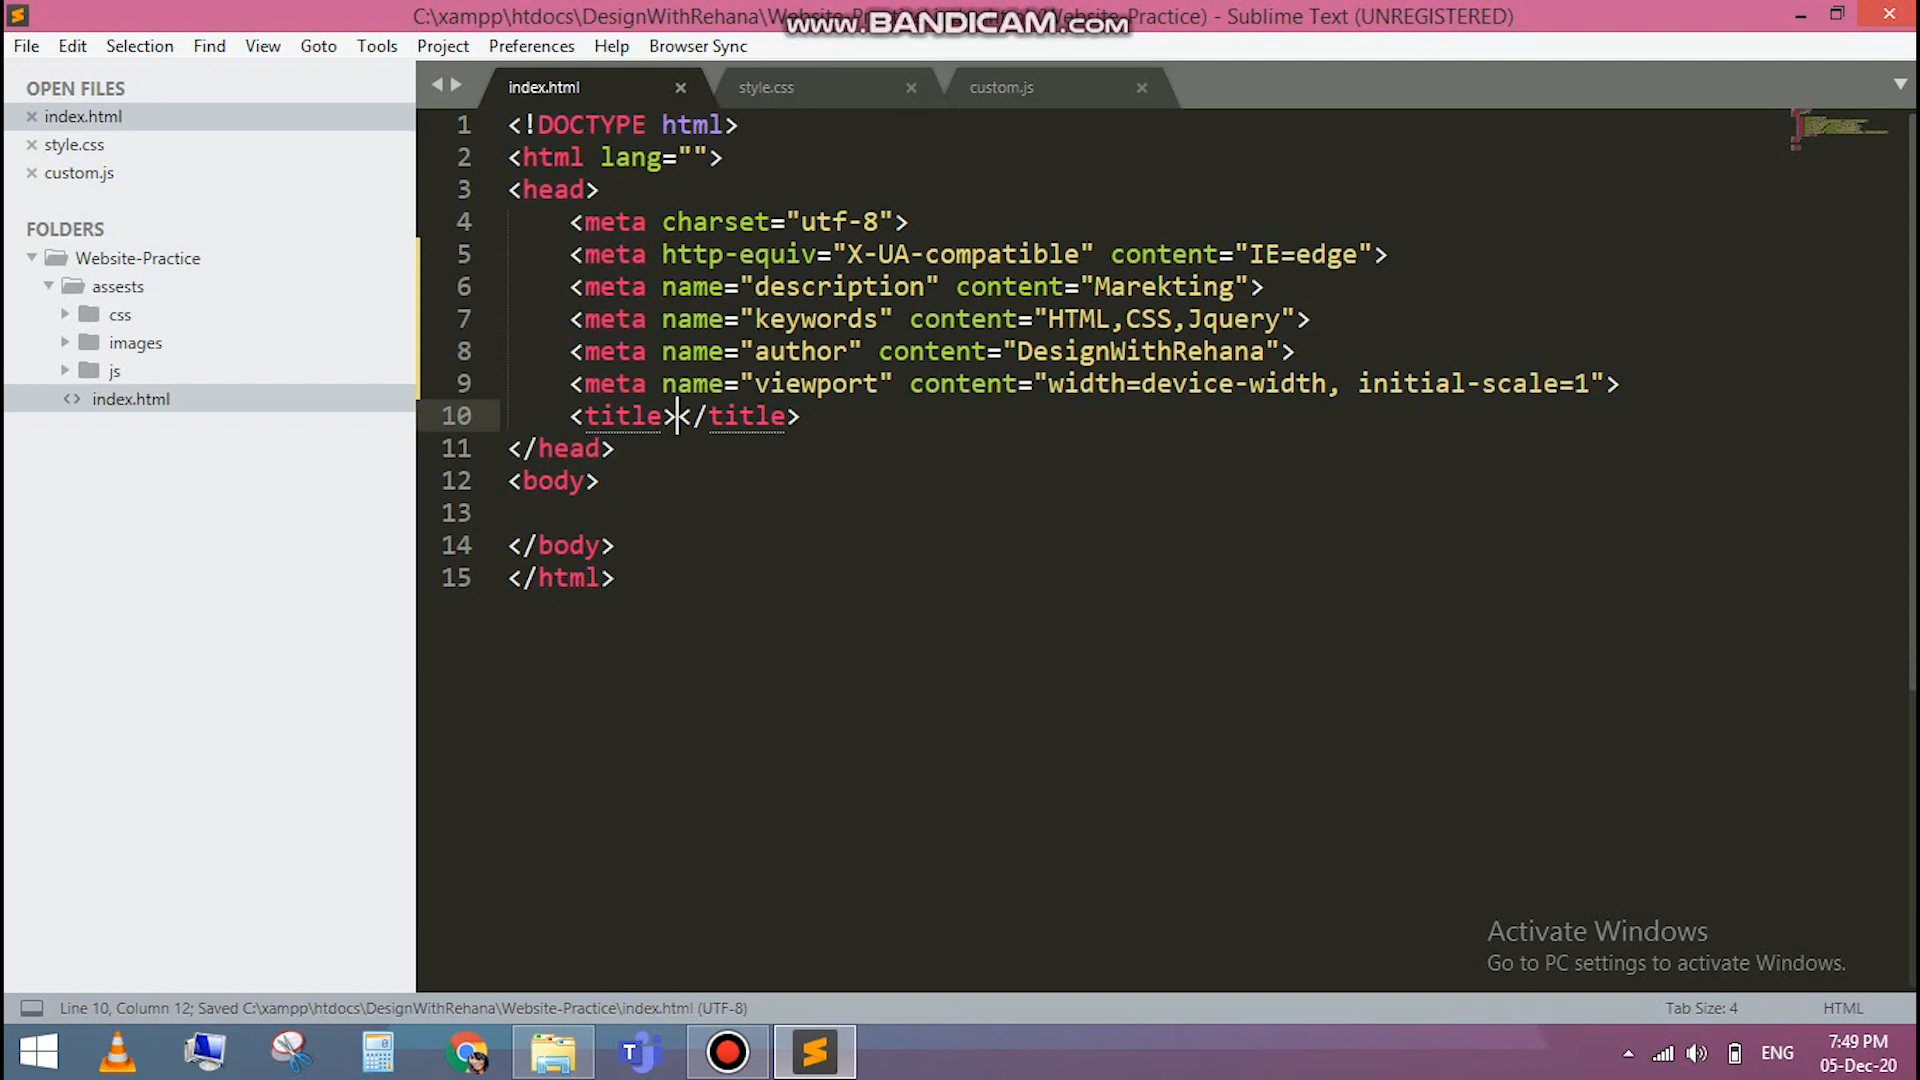 C:\xampp\htdocs\DesignWithRehana\Website-Practice) - Sublime Text (UNREGISTERED)
www.BANDICAM.com
File Edit Selection Find View Goto Tools Project Preferences Help Browser Sync
OPEN FILES
index.html
style.css
custom.js
FOLDERS
Website-Practice
assests
css
images
js
index.html
index.html style.css custom.js
1 <!DOCTYPE html>
2 <html lang="">
3 <head>
4 <meta charset="utf-8">
5 <meta http-equiv="X-UA-compatible" content="IE=edge">
6 <meta name="description" content="Marekting">
7 <meta name="keywords" content="HTML,CSS,Jquery">
8 <meta name="author" content="DesignWithRehana">
9 <meta name="viewport" content="width=device-width, initial-scale=1">
10 <title></title>
11 </head>
12 <body>
13
14 </body>
15 </html>
Activate Windows
Go to PC settings to activate Windows.
Line 10, Column 12; Saved C:\xampp\htdocs\DesignWithRehana\Website-Practice\index.html (UTF-8)
Tab Size: 4 HTML
ENG
7:49 PM
05-Dec-20